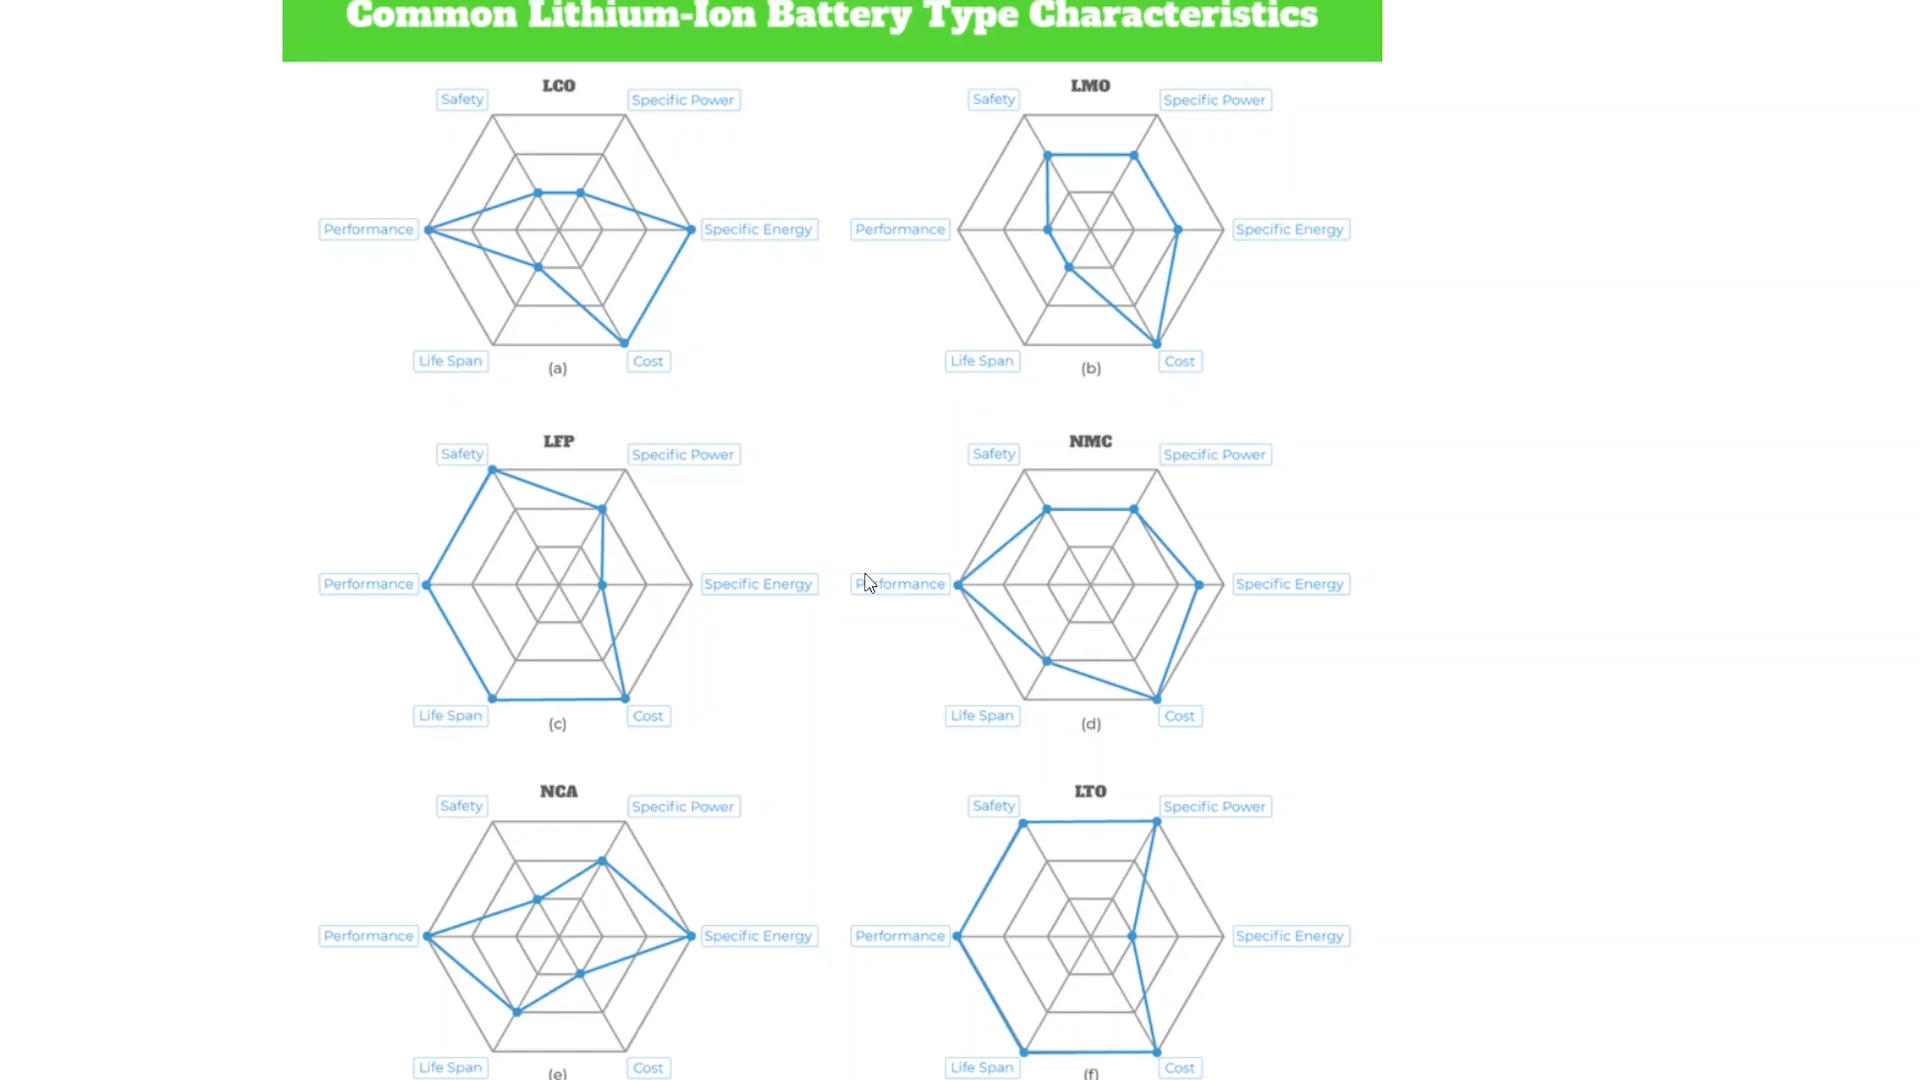 Common Lithium-Ion Battery Type Characteristics
LCO
Safety
Specific Power
Performance
Specific Energy
Life Span
Cost
(a)
LMO
Safety
Specific Power
Performance
Specific Energy
Life Span
Cost
(b)
LFP
Safety
Specific Power
Performance
Specific Energy
Life Span
Cost
(c)
NMC
Safety
Specific Power
Performance
Specific Energy
Life Span
Cost
(d)
NCA
Safety
Specific Power
Performance
Specific Energy
Life Span
Cost
(e)
LTO
Safety
Specific Power
Performance
Specific Energy
Life Span
Cost
(f)